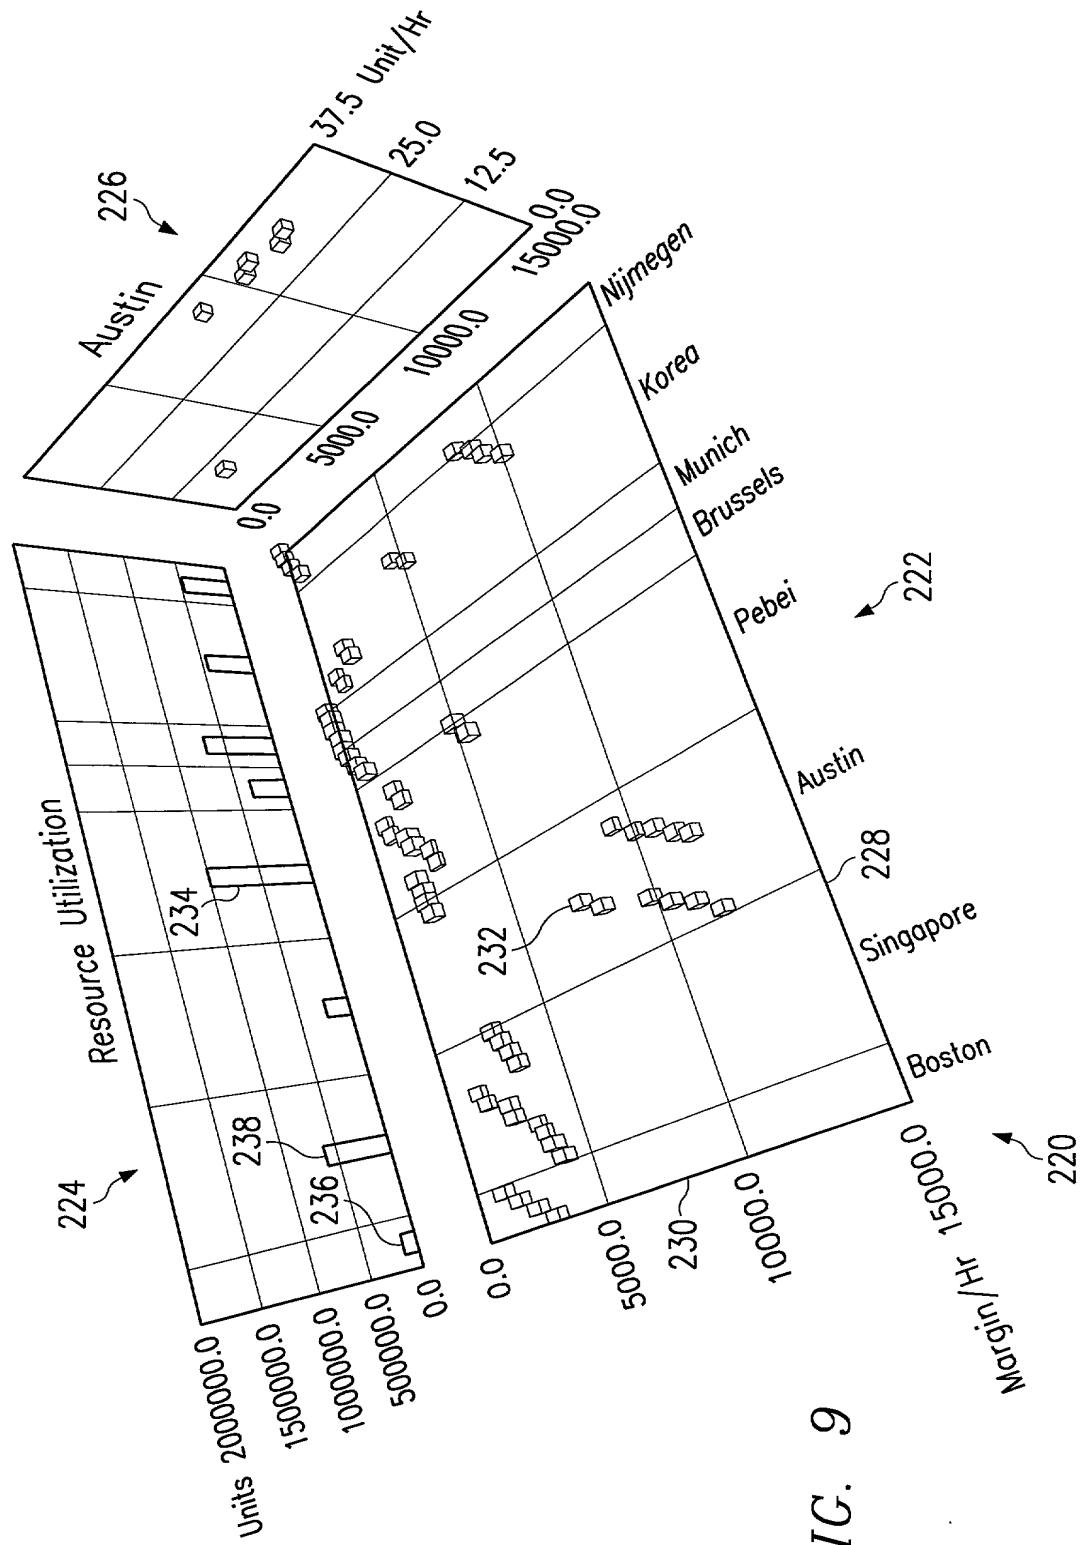 Resource Utilization
224
Units 2000000.0
1500000.0
1000000.0
500000.0
0.0
236
238
234
Austin
226
37.5 Unit/Hr
25.0
12.5
0.0
0.0
5000.0
10000.0
15000.0
0.0
5000.0
230
10000.0
Margin/Hr 15000.0
232
228
222
220
Boston
Singapore
Austin
Pebei
Brussels
Munich
Korea
Nijmegen
IG. 9